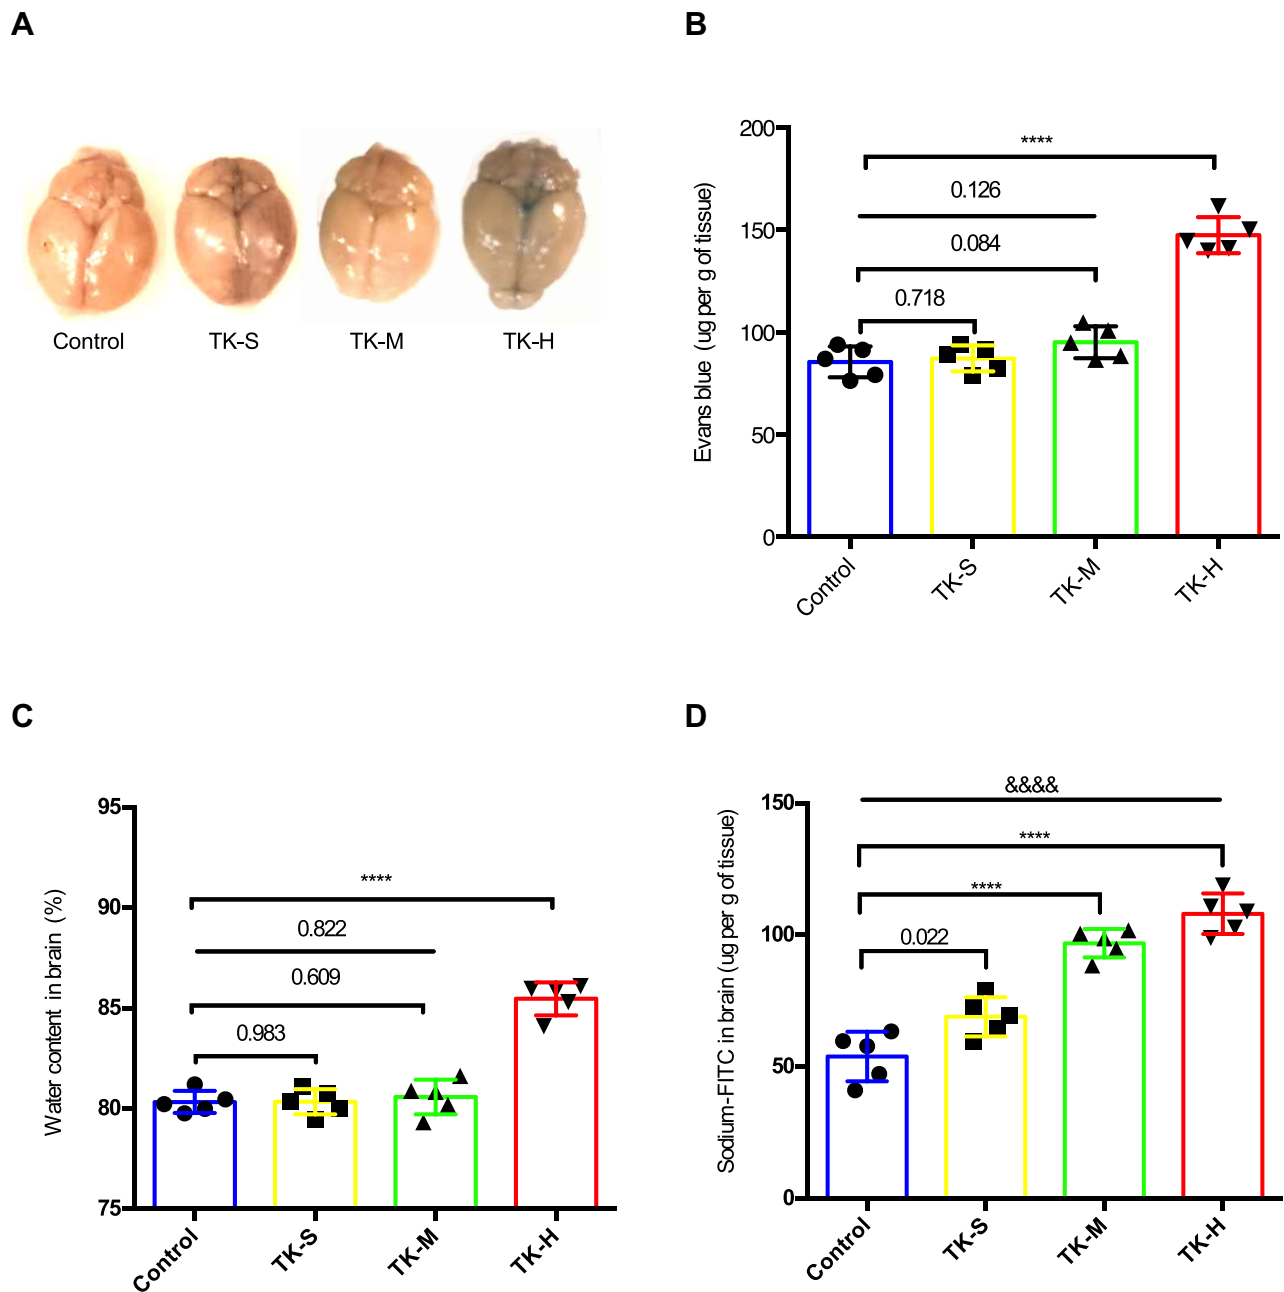 A
Control
TK-S
TK-M
TK-H
B
Evans blue (ug per g of tissue)
200
150
100
50
0
****
0.126
0.084
0.718
Control
TK-S
TK-M
TK-H
C
Water content in brain (%)
95
90
85
80
75
****
0.822
0.609
0.983
Control
TK-S
TK-M
TK-H
D
Sodium-FITC in brain (ug per g of tissue)
150
100
50
0
&&&&
****
****
0.022
Control
TK-S
TK-M
TK-H